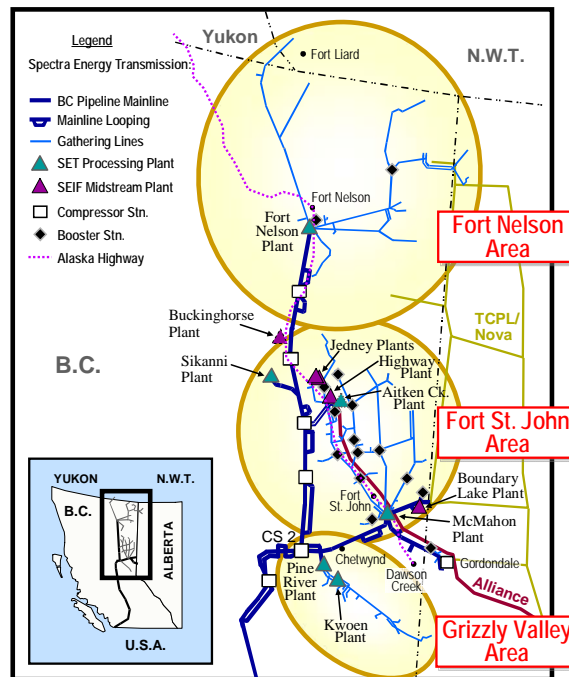 Legend
Spectra Energy Transmission:
BC Pipeline Mainline
Mainline Looping
Gathering Lines
SET Processing Plant
SEIF Midstream Plant
Compressor Stn.
Booster Stn.
Alaska Highway
Yukon
Fort Liard
N.W.T.
Fort Nelson
Fort
Nelson
Plant
Fort Nelson
Area
TCPL/
Nova
Buckinghorse
Plant
Jedney Plants
Highway
Plant
B.C.
Sikanni
Plant
Aitken Ck.
Plant
Fort St. John
Area
Fort
St. John
Boundary
Lake Plant
McMahon
Plant
CS 2
Chetwynd
Gordondale
Dawson
Creek
Pine
River
Plant
Kwoen
Plant
Alliance
Grizzly Valley
Area
YUKON
N.W.T.
B.C.
ALBERTA
U.S.A.